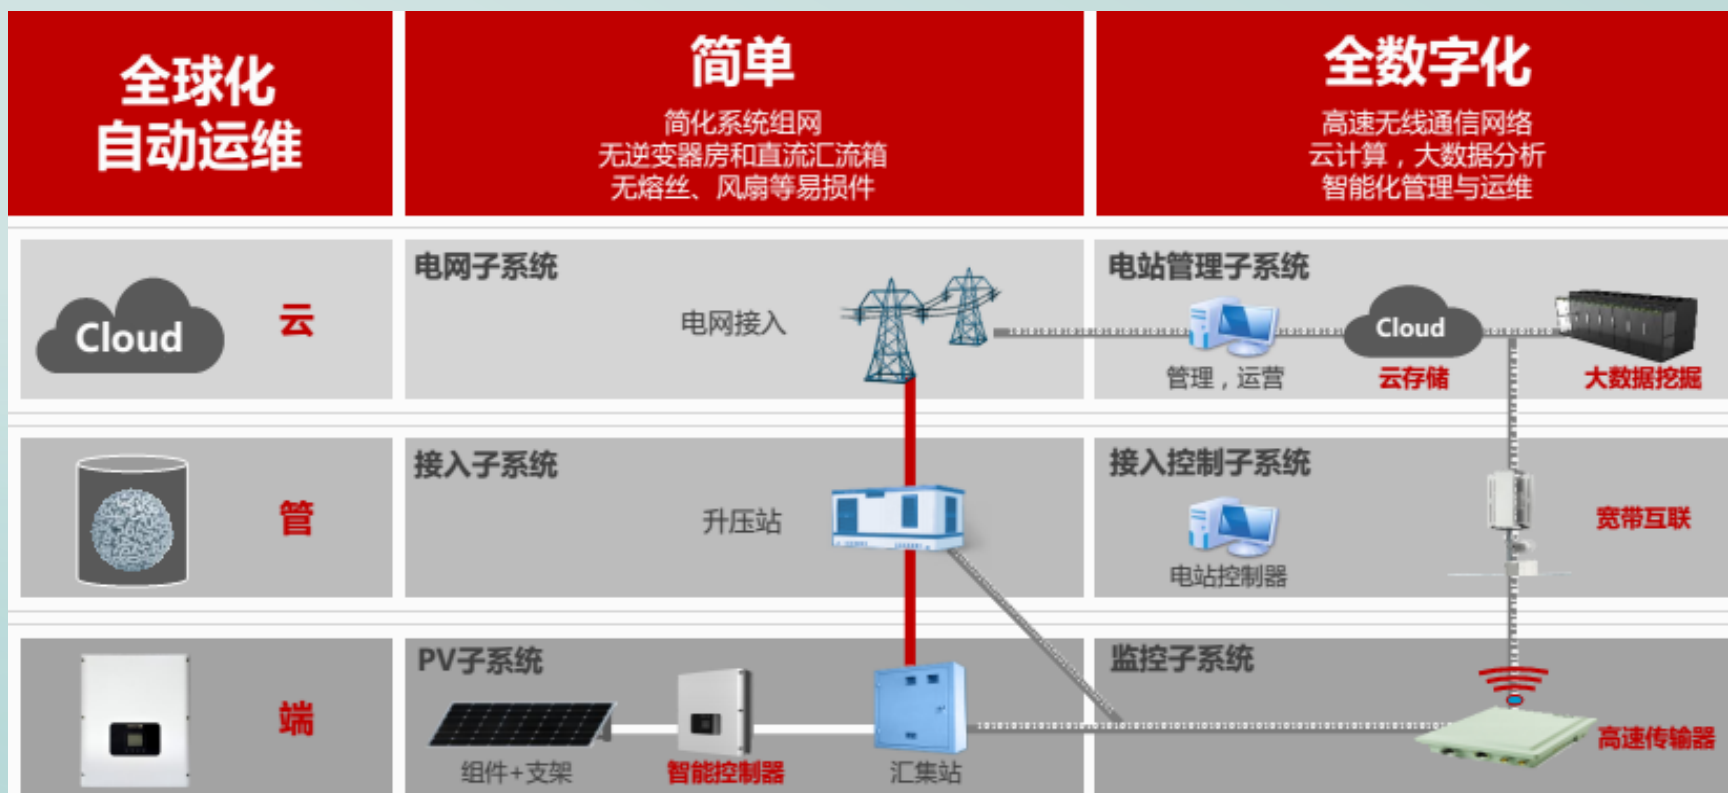 全球化
自动运维
简单
简化系统组网
无逆变器房和直流汇流箱
无熔丝、风扇等易损件
全数字化
高速无线通信网络
云计算，大数据分析
智能化管理与运维
Cloud
云
电网子系统
电网接入
电站管理子系统
管理，运营
Cloud
云存储
大数据挖掘
管
接入子系统
升压站
接入控制子系统
电站控制器
宽带互联
端
PV子系统
组件+支架
智能控制器
汇集站
监控子系统
高速传输器